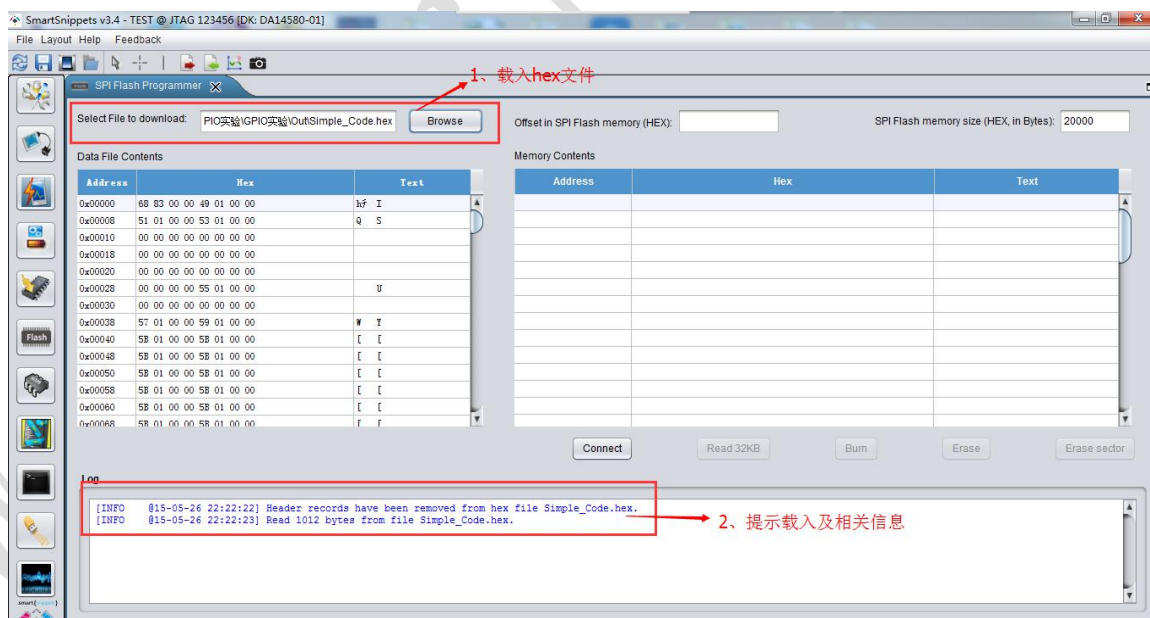 SmartSnippets v3.4 - TEST @ JTAG 123456 [DK: DA14580-01]
File Layout Help Feedback
SPI Flash Programmer
1、载入hex文件
Select File to download: PIO实验\GPIO实验\Out\Simple_Code.hex Browse
Offset in SPI Flash memory (HEX):
SPI Flash memory size (HEX, in Bytes): 20000
Data File Contents
Memory Contents
Address Hex Text
Address Hex Text
0x00000 68 83 00 00 49 01 00 00 I
0x00008 51 01 00 00 53 01 00 00 Q S
0x00010 00 00 00 00 00 00 00 00
0x00018 00 00 00 00 00 00 00 00
0x00020 00 00 00 00 00 00 00 00
0x00028 00 00 00 00 55 01 00 00 U
0x00030 00 00 00 00 00 00 00 00
0x00038 57 01 00 00 59 01 00 00 W Y
0x00040 5B 01 00 00 5B 01 00 00 [ [
0x00048 5B 01 00 00 5B 01 00 00 [ [
0x00050 5B 01 00 00 5B 01 00 00 [ [
0x00058 5B 01 00 00 5B 01 00 00 [ [
0x00060 5B 01 00 00 5B 01 00 00 [ [
0x00068 5B 01 00 00 5B 01 00 00 [ [
Flash
Connect Read 32KB Burn Erase Erase sector
Log
[INFO @15-05-26 22:22:22] Header records have been removed from hex file Simple_Code.hex.
[INFO @15-05-26 22:22:23] Read 1012 bytes from file Simple_Code.hex.
2、提示载入及相关信息